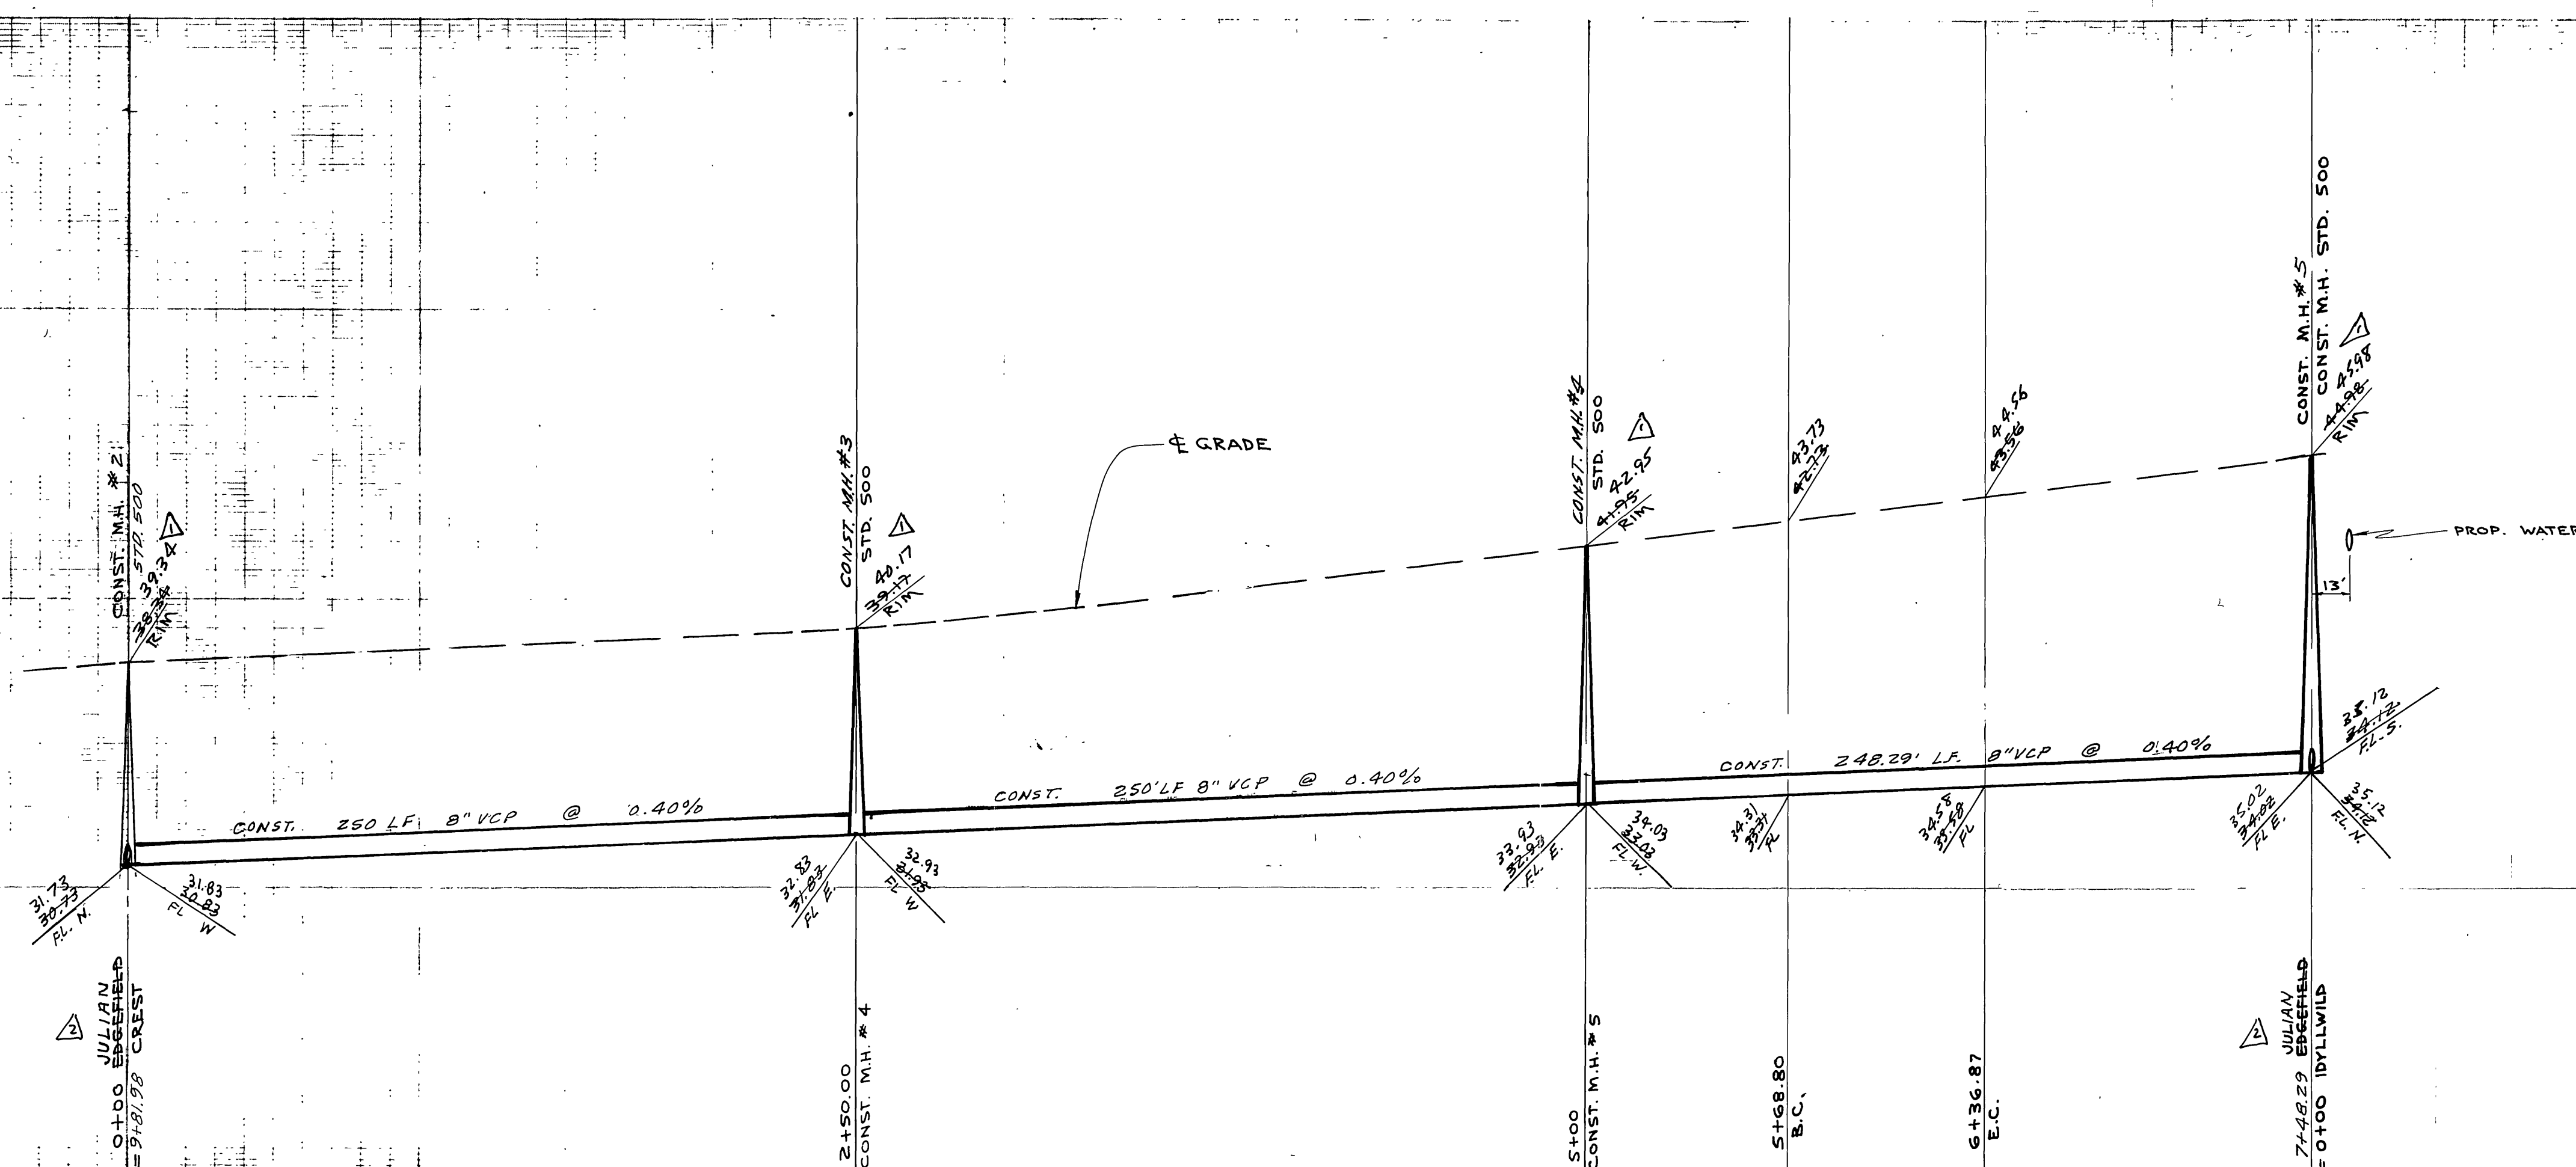 CONST. M.H. #2
STD. 500
1
39.34
38.34
RIM
CONST. M.H. #3
STD. 500
1
40.17
39.17
RIM
℄ GRADE
CONST. M.H. #4
STD. 500
1
42.95
41.95
RIM
43.73
42.73
44.56
43.56
CONST. M.H. #5
CONST. M.H. STD. 500
1
45.98
44.98
RIM
PROP. WATER
13'
CONST. 250 LF 8" VCP @ 0.40%
CONST. 250' LF 8" VCP @ 0.40%
CONST. 248.29' L.F. 8" VCP @ 0.40%
31.73
30.73
F.L. N.
31.83
30.83
FL W
32.83
31.83
FL E.
32.93
31.93
FL W
33.93
32.93
F.L. E.
34.03
33.03
FL W.
34.31
33.31
FL
34.58
33.58
FL
35.02
34.02
FL E.
35.12
34.12
FL. N.
35.12
34.12
F.L. S.
2
JULIAN
0+00 EDGEFIELD
=9+81.98 CREST
2+50.00
CONST. M.H. #4
5+00
CONST. M.H. #5
5+68.80
B.C.
6+36.87
E.C.
2
JULIAN
7+48.29 EDGEFIELD
=0+00 IDYLLWILD